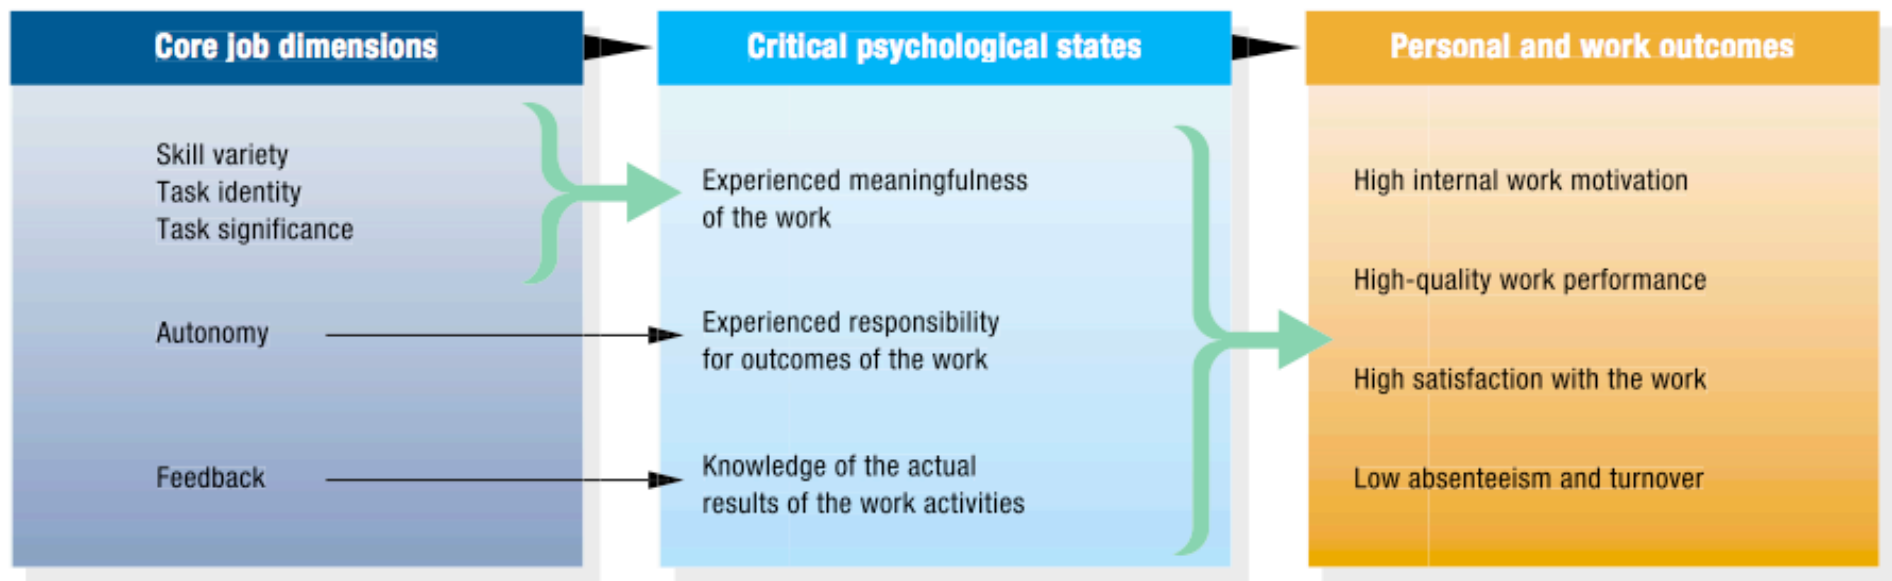 Core job dimensions
Critical psychological states
Personal and work outcomes
Skill variety
Task identity
Task significance
Autonomy
Feedback
Experienced meaningfulness
of the work
Experienced responsibility
for outcomes of the work
Knowledge of the actual
results of the work activities
High internal work motivation
High-quality work performance
High satisfaction with the work
Low absenteeism and turnover